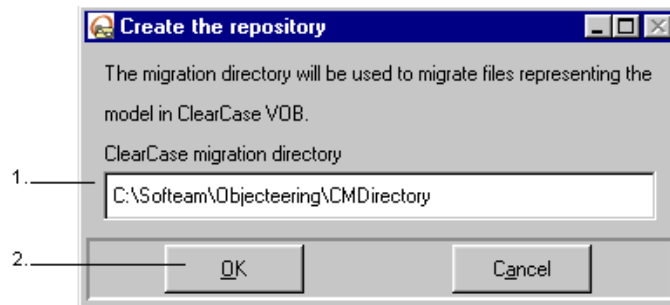 Create the repository
The migration directory will be used to migrate files representing the
model in ClearCase VOB.
ClearCase migration directory
1.
C:\Softeam\Objecteering\CMDirectory
2.
OK Cancel